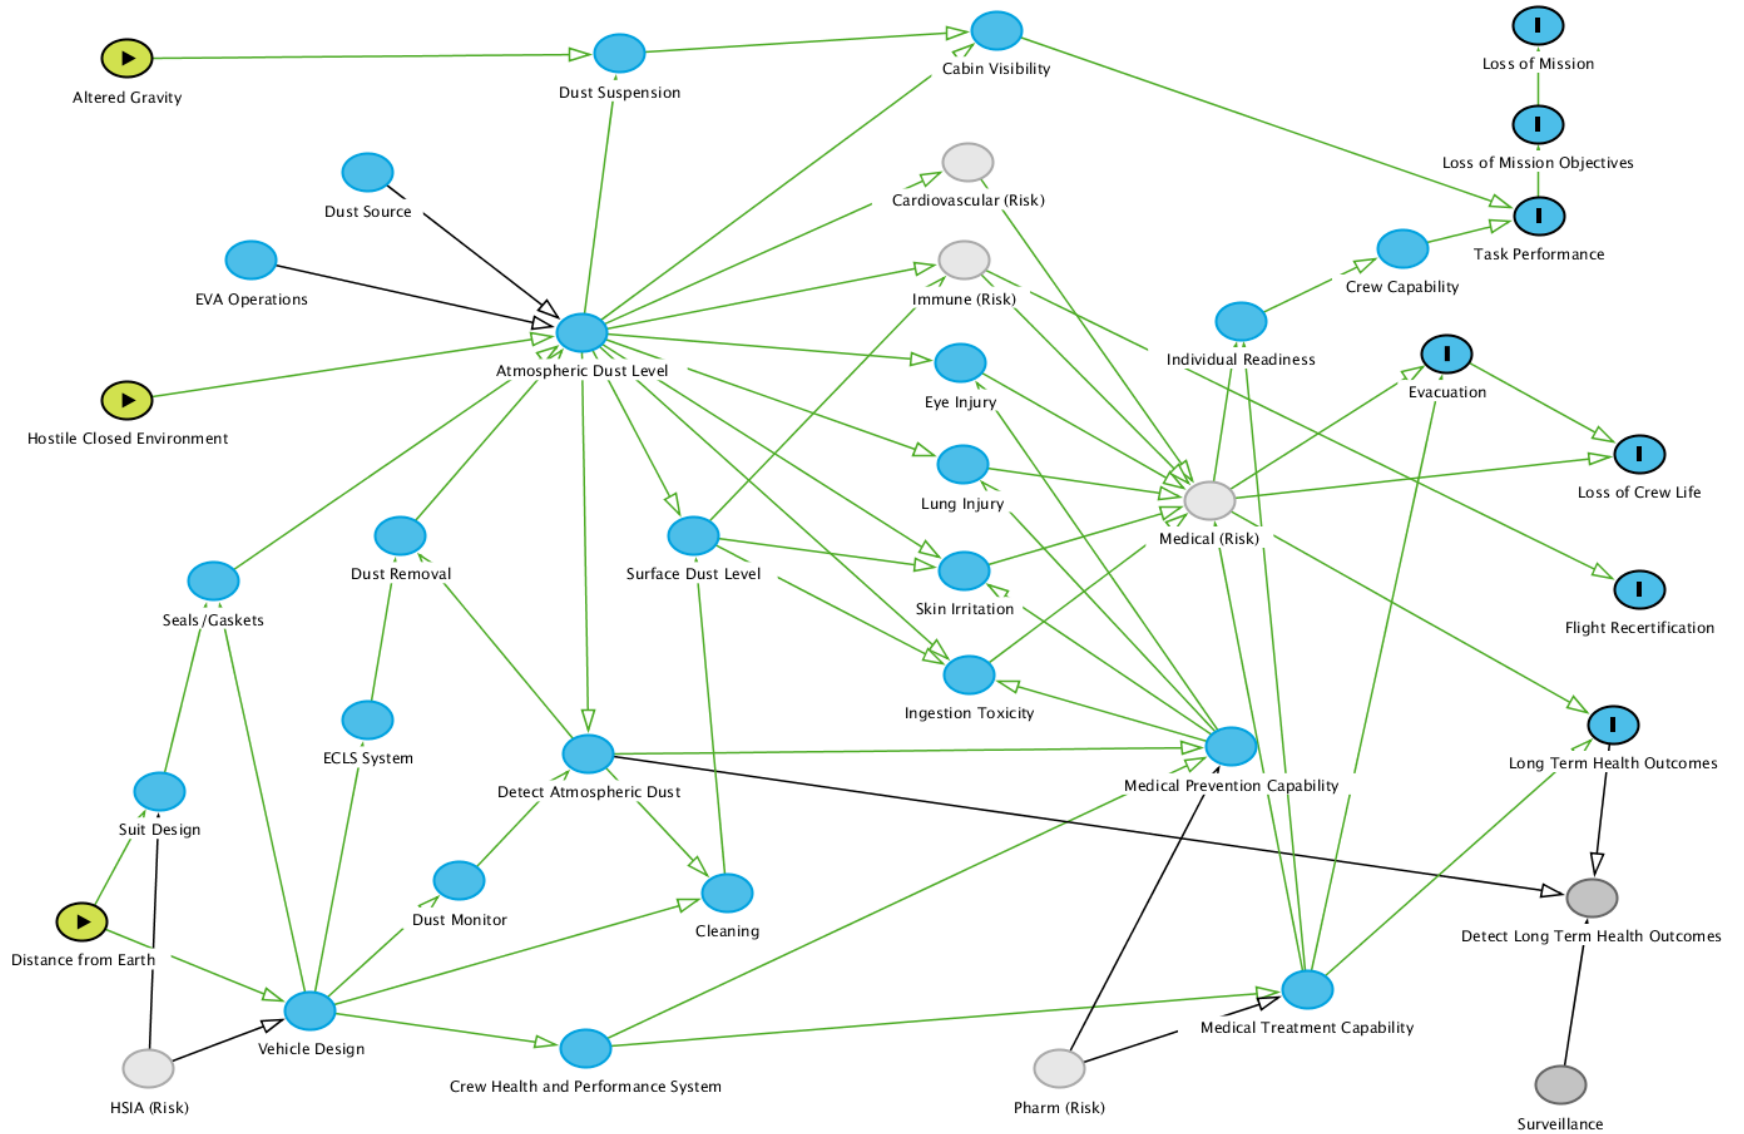 Loss of Mission
Cabin Visibility
Dust Suspension
Altered Gravity
Loss of Mission Objectives
Cardiovascular (Risk)
Dust Source
Task Performance
Crew Capability
EVA Operations
Immune (Risk)
Individual Readiness
Atmospheric Dust Level
Evacuation
Eye Injury
Hostile Closed Environment
Loss of Crew Life
Lung Injury
Medical (Risk)
Dust Removal
Surface Dust Level
Skin Irritation
Seals /Gaskets
Flight Recertification
Ingestion Toxicity
ECLS System
Long Term Health Outcomes
Medical Prevention Capability
Detect Atmospheric Dust
Suit Design
Dust Monitor
Cleaning
Detect Long Term Health Outcomes
Distance from Earth
Medical Treatment Capability
Vehicle Design
Crew Health and Performance System
HSIA (Risk)
Pharm (Risk)
Surveillance